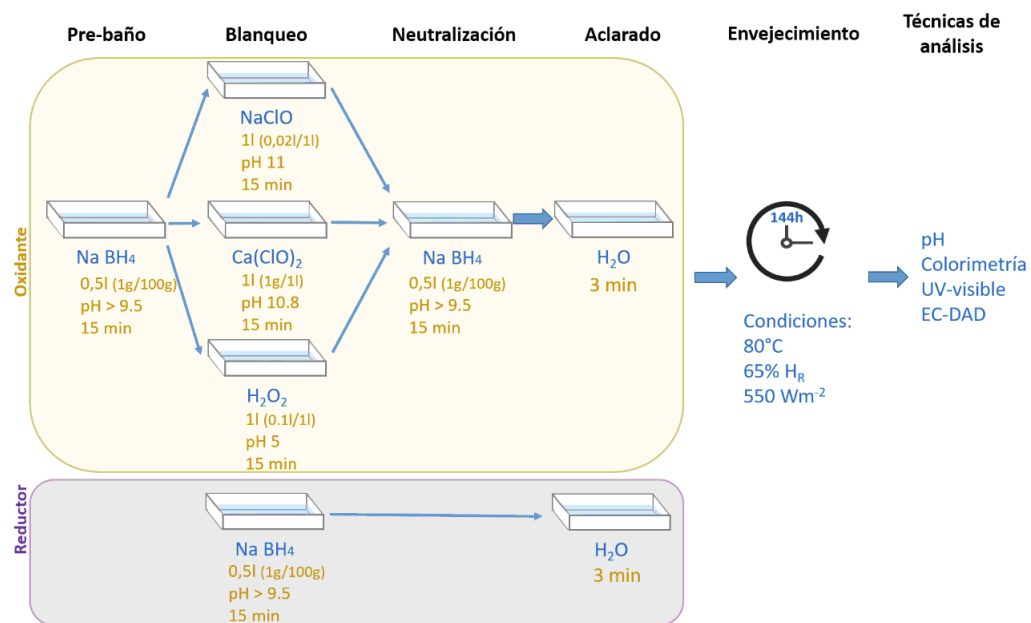 Pre-baño
Blanqueo
Neutralización
Aclarado
Envejecimiento
Técnicas de
análisis
Oxidante
NaClO
1l (0,02l/1l)
pH 11
15 min
Na BH₄
0,5l (1g/100g)
pH > 9.5
15 min
Ca(ClO)₂
1l (1g/1l)
pH 10.8
15 min
H₂O₂
1l (0.1l/1l)
pH 5
15 min
Na BH₄
0,5l (1g/100g)
pH > 9.5
15 min
H₂O
3 min
144h
Condiciones:
80°C
65% H_R
550 Wm⁻²
pH
Colorimetría
UV-visible
EC-DAD
Reductor
Na BH₄
0,5l (1g/100g)
pH > 9.5
15 min
H₂O
3 min